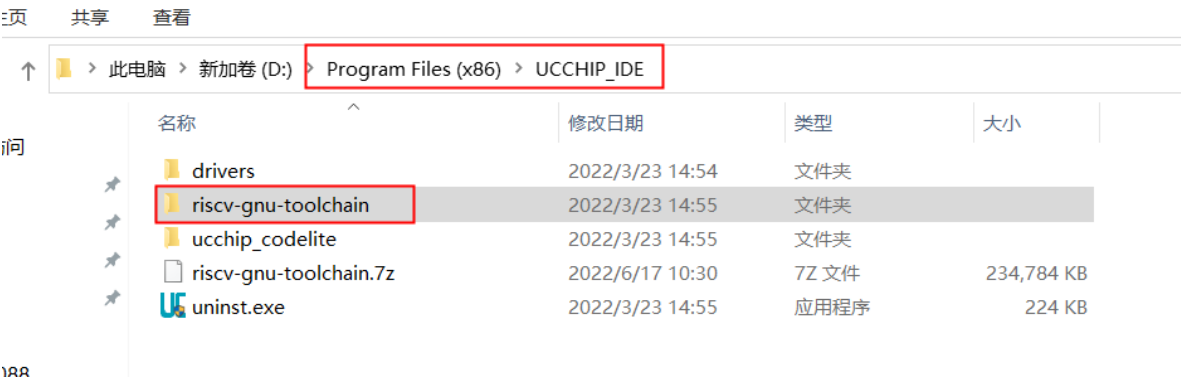 主页 共享 查看
此电脑 新加卷 (D:) Program Files (x86) UCCHIP_IDE
名称 修改日期 类型 大小
访问
drivers 2022/3/23 14:54 文件夹
riscv-gnu-toolchain 2022/3/23 14:55 文件夹
ucchip_codelite 2022/3/23 14:55 文件夹
riscv-gnu-toolchain.7z 2022/6/17 10:30 7Z 文件 234,784 KB
uninst.exe 2022/3/23 14:55 应用程序 224 KB
088